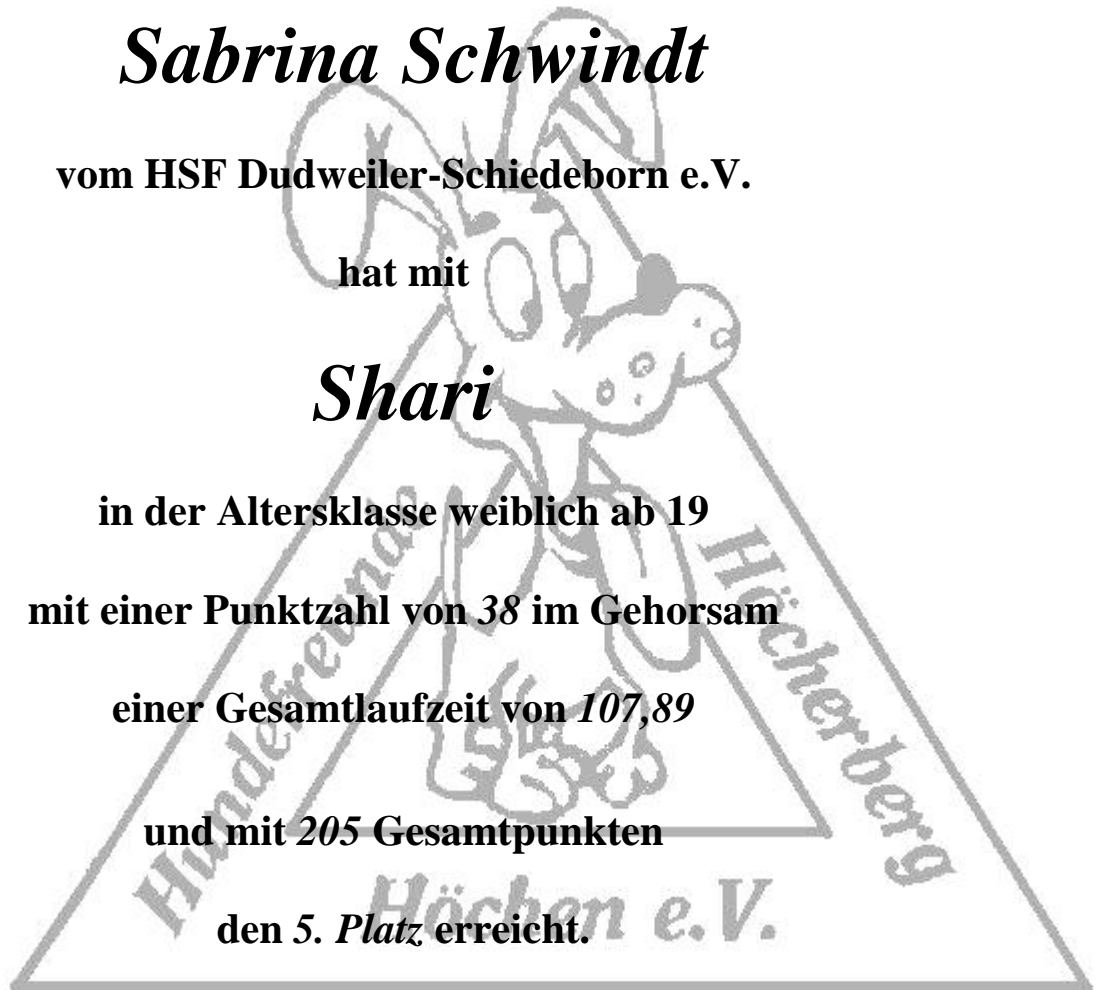 Sabrina Schwindt
vom HSF Dudweiler-Schiedeborn e.V.
hat mit
Shari
in der Altersklasse weiblich ab 19
mit einer Punktzahl von 38 im Gehorsam
einer Gesamtlaufzeit von 107,89
und mit 205 Gesamtpunkten
den 5. Platz erreicht.
Hundefreunde
Höcherberg
Höchen e.V.